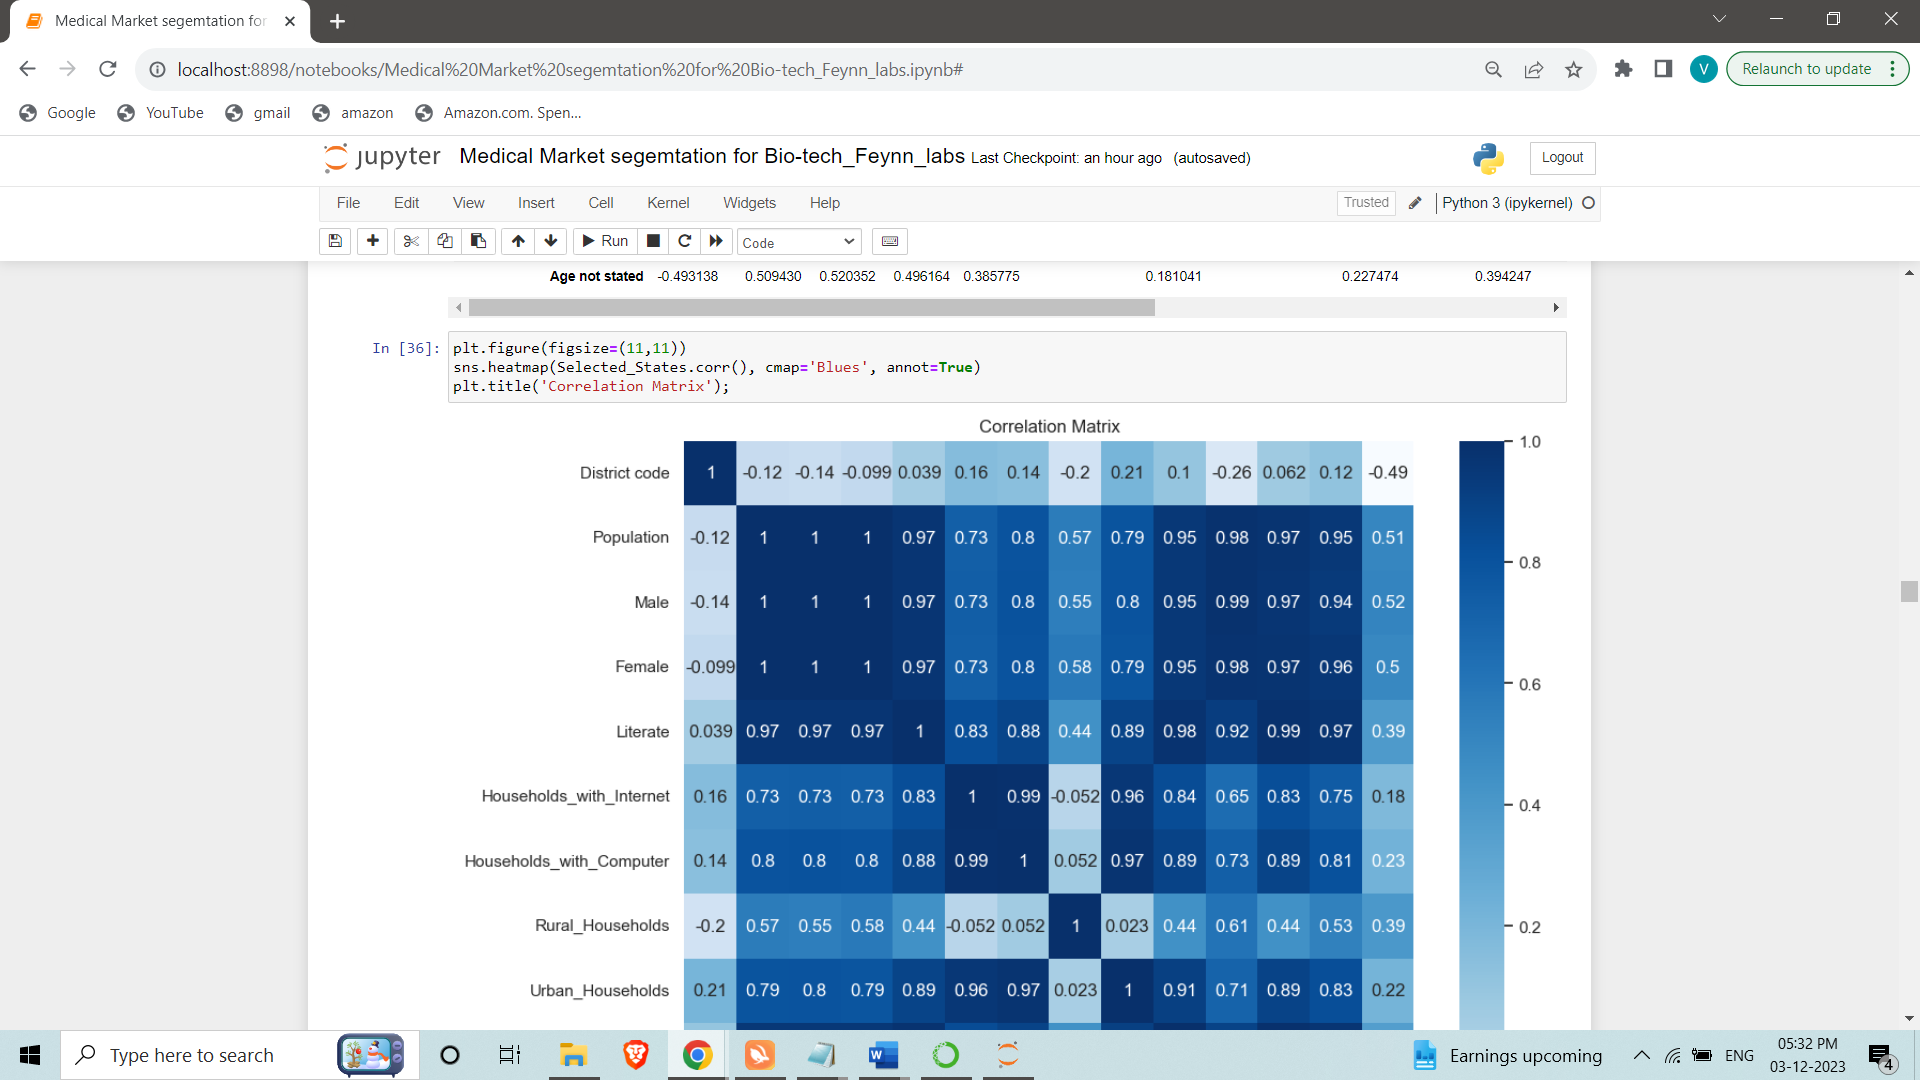 Medical Market segemtation for
localhost:8898/notebooks/Medical%20Market%20segemtation%20for%20Bio-tech_Feynn_labs.ipynb#
V
Relaunch to update
Google YouTube gmail amazon Amazon.com. Spen...
jupyter Medical Market segemtation for Bio-tech_Feynn_labs Last Checkpoint: an hour ago (autosaved)
Logout
File Edit View Insert Cell Kernel Widgets Help
Trusted Python 3 (ipykernel)
Run Code
Age not stated -0.493138 0.509430 0.520352 0.496164 0.385775 0.181041 0.227474 0.394247
In [36]: plt.figure(figsize=(11,11))
sns.heatmap(Selected_States.corr(), cmap='Blues', annot=True)
plt.title('Correlation Matrix');
Correlation Matrix
1.0
District code 1 -0.12 -0.14 -0.099 0.039 0.16 0.14 -0.2 0.21 0.1 -0.26 0.062 0.12 -0.49
Population -0.12 1 1 1 0.97 0.73 0.8 0.57 0.79 0.95 0.98 0.97 0.95 0.51
0.8
Male -0.14 1 1 1 0.97 0.73 0.8 0.55 0.8 0.95 0.99 0.97 0.94 0.52
Female -0.099 1 1 1 0.97 0.73 0.8 0.58 0.79 0.95 0.98 0.97 0.96 0.5
0.6
Literate 0.039 0.97 0.97 0.97 1 0.83 0.88 0.44 0.89 0.98 0.92 0.99 0.97 0.39
Households_with_Internet 0.16 0.73 0.73 0.73 0.83 1 0.99 -0.052 0.96 0.84 0.65 0.83 0.75 0.18
0.4
Households_with_Computer 0.14 0.8 0.8 0.8 0.88 0.99 1 0.052 0.97 0.89 0.73 0.89 0.81 0.23
Rural_Households -0.2 0.57 0.55 0.58 0.44 -0.052 0.052 1 0.023 0.44 0.61 0.44 0.53 0.39
0.2
Urban_Households 0.21 0.79 0.8 0.79 0.89 0.96 0.97 0.023 1 0.91 0.71 0.89 0.83 0.22
Type here to search
Earnings upcoming
ENG
05:32 PM
03-12-2023
4